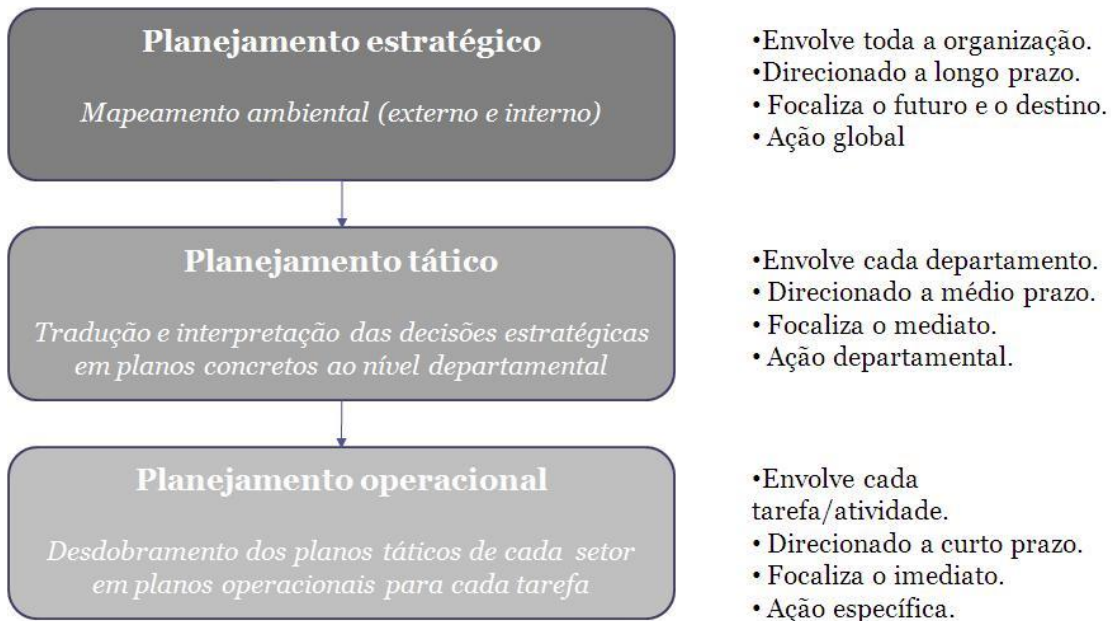 Planejamento estratégico
Mapeamento ambiental (externo e interno)
•Envolve toda a organização.
•Direcionado a longo prazo.
• Focaliza o futuro e o destino.
• Ação global
Planejamento tático
Tradução e interpretação das decisões estratégicas
em planos concretos ao nível departamental
•Envolve cada departamento.
• Direcionado a médio prazo.
• Focaliza o mediato.
• Ação departamental.
Planejamento operacional
Desdobramento dos planos táticos de cada setor
em planos operacionais para cada tarefa
•Envolve cada
tarefa/atividade.
• Direcionado a curto prazo.
• Focaliza o imediato.
• Ação específica.